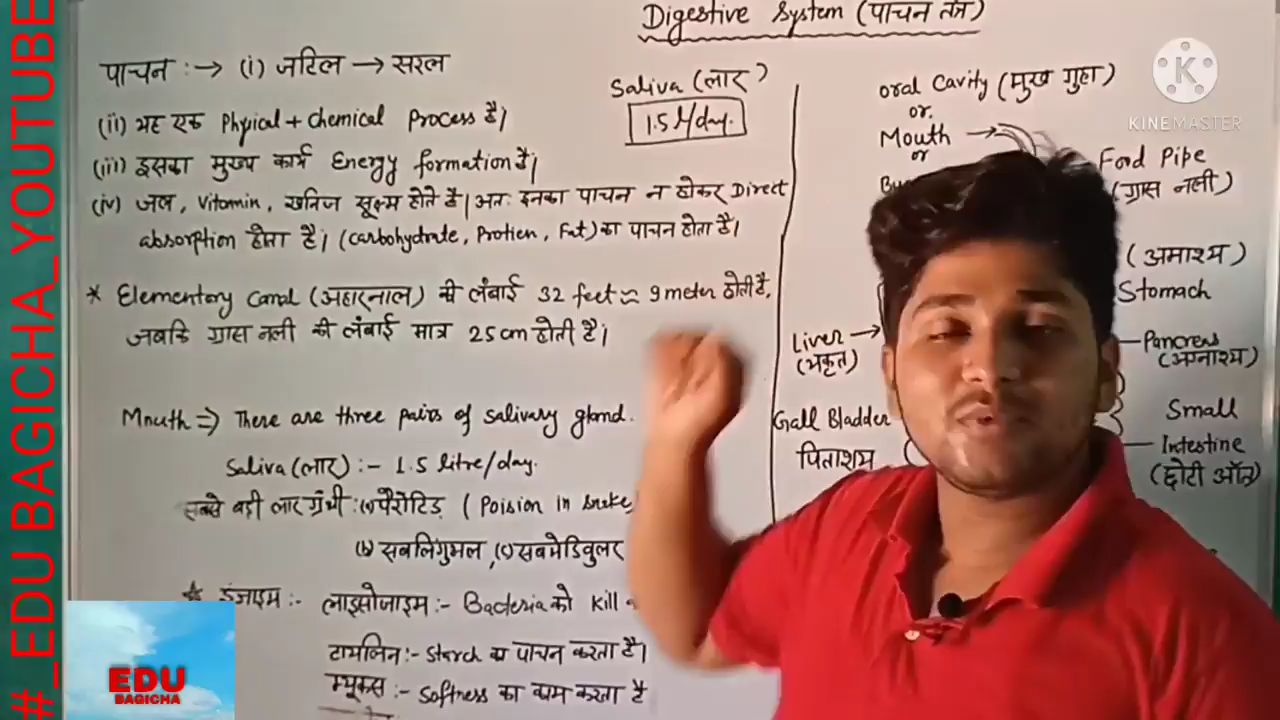 Digestive System (पाचन तंत्र)
पाचन :→ (i) जटिल → सरल
(ii) यह एक Phyical + chemical Process है।
(iii) इसका मुख्य कार्य Energy formation है।
(iv) जल, Vitamin, खनिज सूक्ष्म होते है। अतः इनका पाचन न होकर Direct
absorption होता है। (carbohydrate, Protien, Fat) का पाचन होता है।
Saliva (लार)
1.5 L/day.
* Elementory Canal (अहारनाल) की लंबाई 32 feet ≈ 9 meter होती है,
जबकि ग्रास नली की लंबाई मात्र 25 cm होती है।
Mouth ⇒ There are three pairs of salivary gland.
Saliva (लार) :- 1.5 litre/day.
सबसे बड़ी लार ग्रंथी : (a) पैरोटिड़ (Poision in Snake
(b) सबलिंगुअल, (c) सबमेंडिबुलर
* इंजाइम :- लाइसोजाइम :- Bacteria को kill
टायलिन :- Starch का पाचन करता है।
म्यूकस :- Softness का काम करता है
oral Cavity (मुख गुहा)
or
Mouth →
or
Food Pipe
(ग्रास नली)
(अमाश्य)
Stomach
Liver →
(यकृत)
Pancreas
(अग्नाश्य)
Gall Bladder
पिताशय
Small
Intestine
(छोटी आँत)
KINEMASTER
#_EDU BAGICHA_YOUTUBE
EDU
BAGICHA